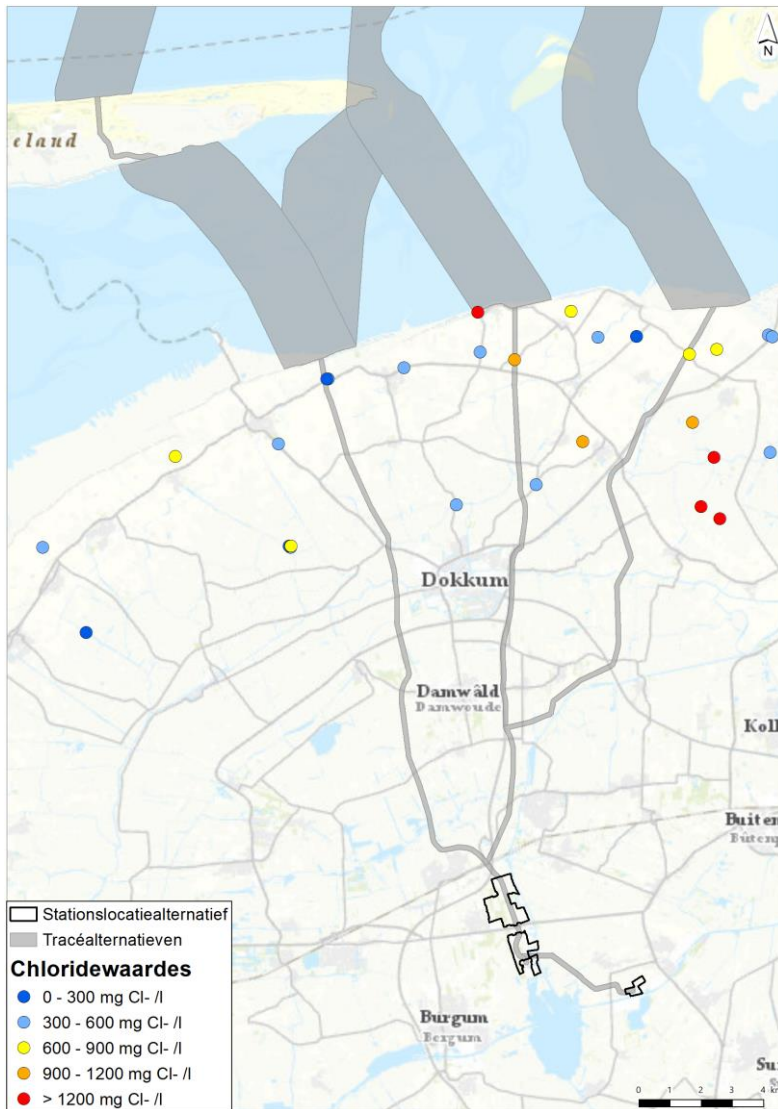 N
eland
Dokkum
Damwâld
Damwoude
Koll
Buiten
Burgum
Bergum
Su
Stationslocatiealternatief
Tracéalternatieven
Chloridewaardes
0 - 300 mg Cl- /l
300 - 600 mg Cl- /l
600 - 900 mg Cl- /l
900 - 1200 mg Cl- /l
> 1200 mg Cl- /l
0 1 2 3 4 km